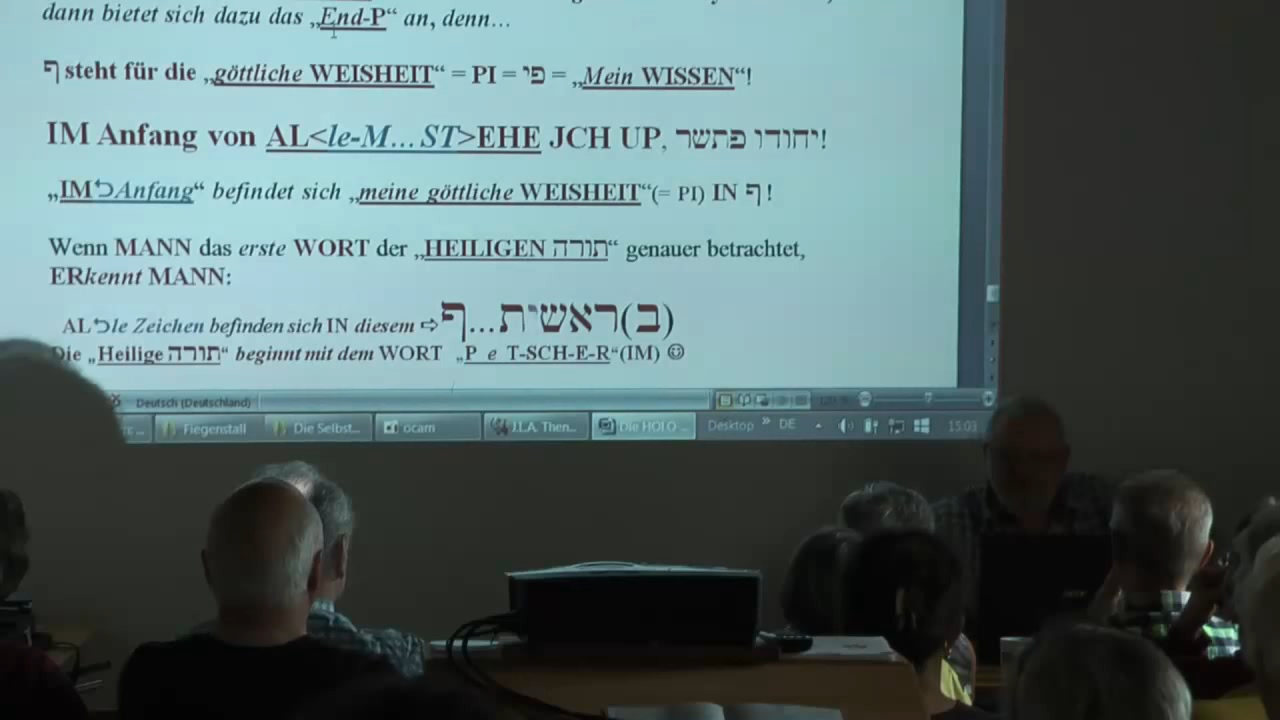 dann bietet sich dazu das „End-P“ an, denn…
ף steht für die „göttliche WEISHEIT“ = PI = פי = „Mein WISSEN“!
IM Anfang von AL<le-M…ST>EHE JCH UP, יחודו פתשר!
„IM⮌Anfang“ befindet sich „meine göttliche WEISHEIT“(= PI) IN ף !
Wenn MANN das erste WORT der „HEILIGEN תורה“ genauer betrachtet,
ERkennt MANN:
AL⮌le Zeichen befinden sich IN diesem ⇨ ף…ראשית(ב)
Die „Heilige תורה“ beginnt mit dem WORT „P e T-SCH-E-R“(IM) ☺
Deutsch (Deutschland)
Fiegenstall Die Selbst... ocam J.L.A. Then... Die HOLO ... Desktop » DE 15:03